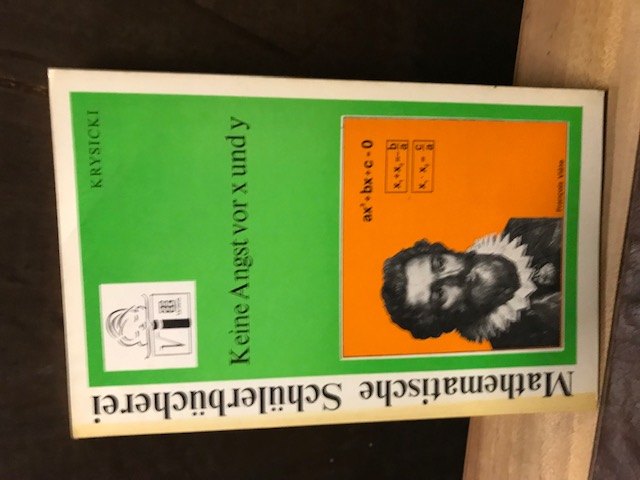 Mathematische Schülerbücherei
KRYSICKI
Keine Angst vor x und y
ax²+bx+c=0
x₁+x₂=-b/a
x₁·x₂=c/a
François Viète